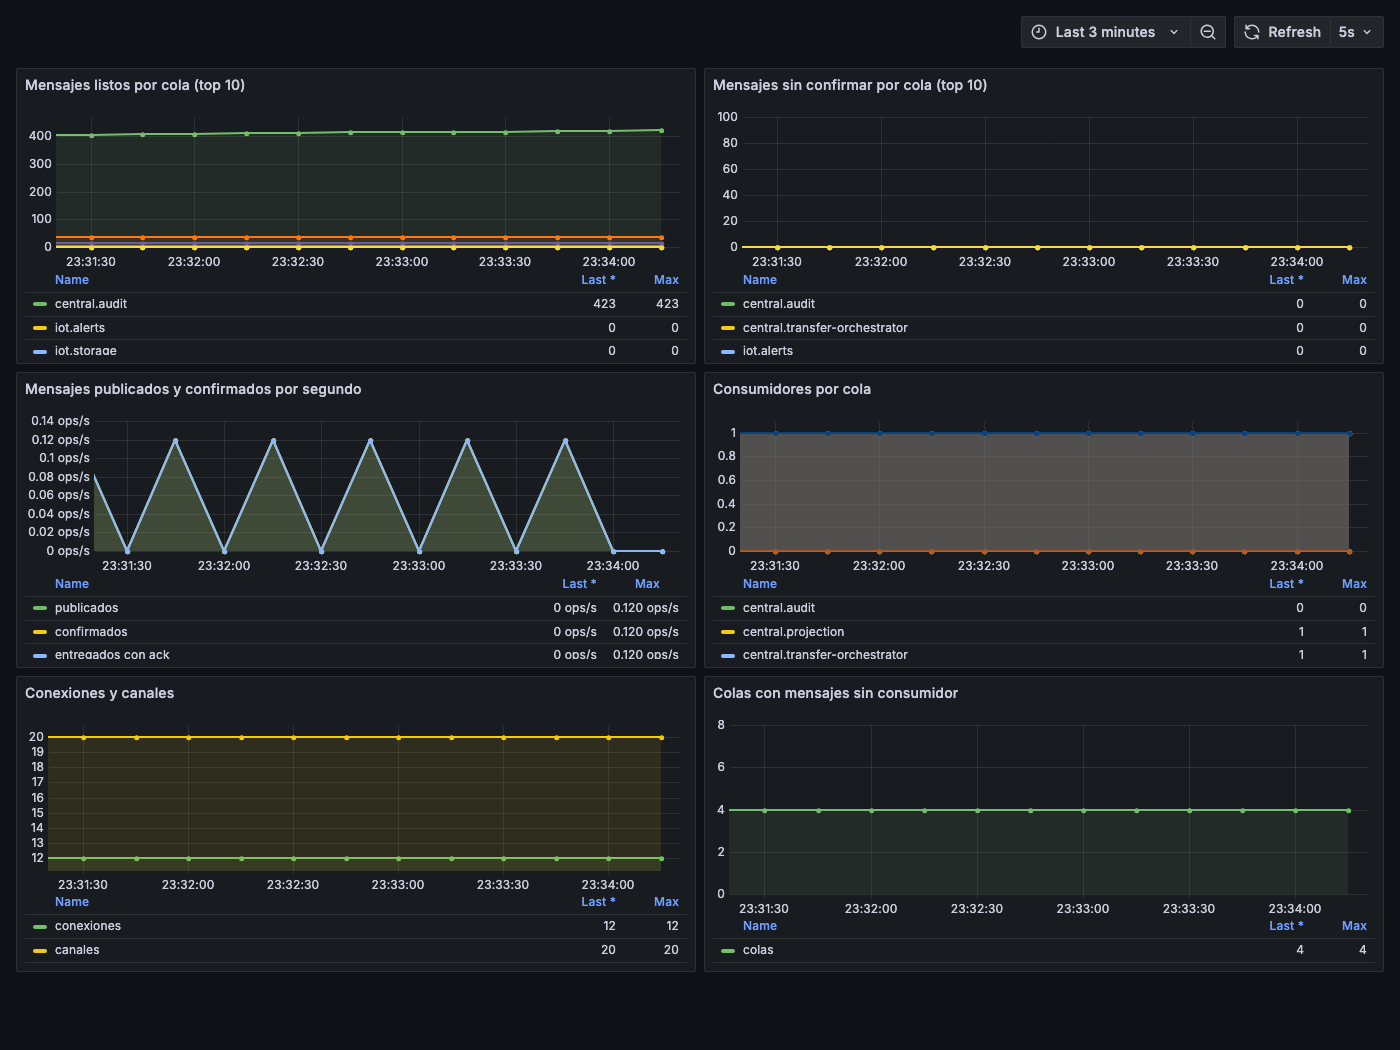 Last 3 minutes
Refresh
5s
Mensajes listos por cola (top 10)
400
300
200
100
0
23:31:30 23:32:00 23:32:30 23:33:00 23:33:30 23:34:00
Name Last * Max
central.audit 423 423
iot.alerts 0 0
iot.storage 0 0
Mensajes sin confirmar por cola (top 10)
100
80
60
40
20
0
23:31:30 23:32:00 23:32:30 23:33:00 23:33:30 23:34:00
Name Last * Max
central.audit 0 0
central.transfer-orchestrator 0 0
iot.alerts 0 0
Mensajes publicados y confirmados por segundo
0.14 ops/s
0.12 ops/s
0.1 ops/s
0.08 ops/s
0.06 ops/s
0.04 ops/s
0.02 ops/s
0 ops/s
23:31:30 23:32:00 23:32:30 23:33:00 23:33:30 23:34:00
Name Last * Max
publicados 0 ops/s 0.120 ops/s
confirmados 0 ops/s 0.120 ops/s
entregados con ack 0 ops/s 0.120 ops/s
Consumidores por cola
1
0.8
0.6
0.4
0.2
0
23:31:30 23:32:00 23:32:30 23:33:00 23:33:30 23:34:00
Name Last * Max
central.audit 0 0
central.projection 1 1
central.transfer-orchestrator 1 1
Conexiones y canales
20
19
18
17
16
15
14
13
12
23:31:30 23:32:00 23:32:30 23:33:00 23:33:30 23:34:00
Name Last * Max
conexiones 12 12
canales 20 20
Colas con mensajes sin consumidor
8
6
4
2
0
23:31:30 23:32:00 23:32:30 23:33:00 23:33:30 23:34:00
Name Last * Max
colas 4 4